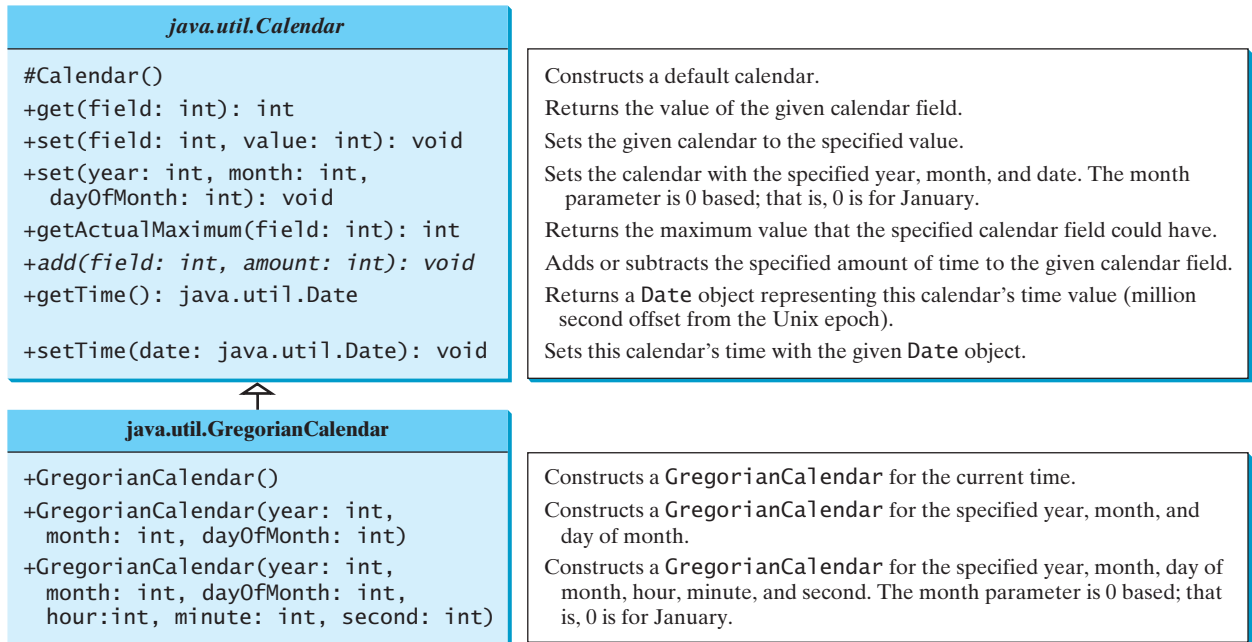 java.util.Calendar
#Calendar()
+get(field: int): int
+set(field: int, value: int): void
+set(year: int, month: int,
dayOfMonth: int): void
+getActualMaximum(field: int): int
+add(field: int, amount: int): void
+getTime(): java.util.Date
+setTime(date: java.util.Date): void
Constructs a default calendar.
Returns the value of the given calendar field.
Sets the given calendar to the specified value.
Sets the calendar with the specified year, month, and date. The month
parameter is 0 based; that is, 0 is for January.
Returns the maximum value that the specified calendar field could have.
Adds or subtracts the specified amount of time to the given calendar field.
Returns a Date object representing this calendar's time value (million
second offset from the Unix epoch).
Sets this calendar's time with the given Date object.
java.util.GregorianCalendar
+GregorianCalendar()
+GregorianCalendar(year: int,
month: int, dayOfMonth: int)
+GregorianCalendar(year: int,
month: int, dayOfMonth: int,
hour:int, minute: int, second: int)
Constructs a GregorianCalendar for the current time.
Constructs a GregorianCalendar for the specified year, month, and
day of month.
Constructs a GregorianCalendar for the specified year, month, day of
month, hour, minute, and second. The month parameter is 0 based; that
is, 0 is for January.